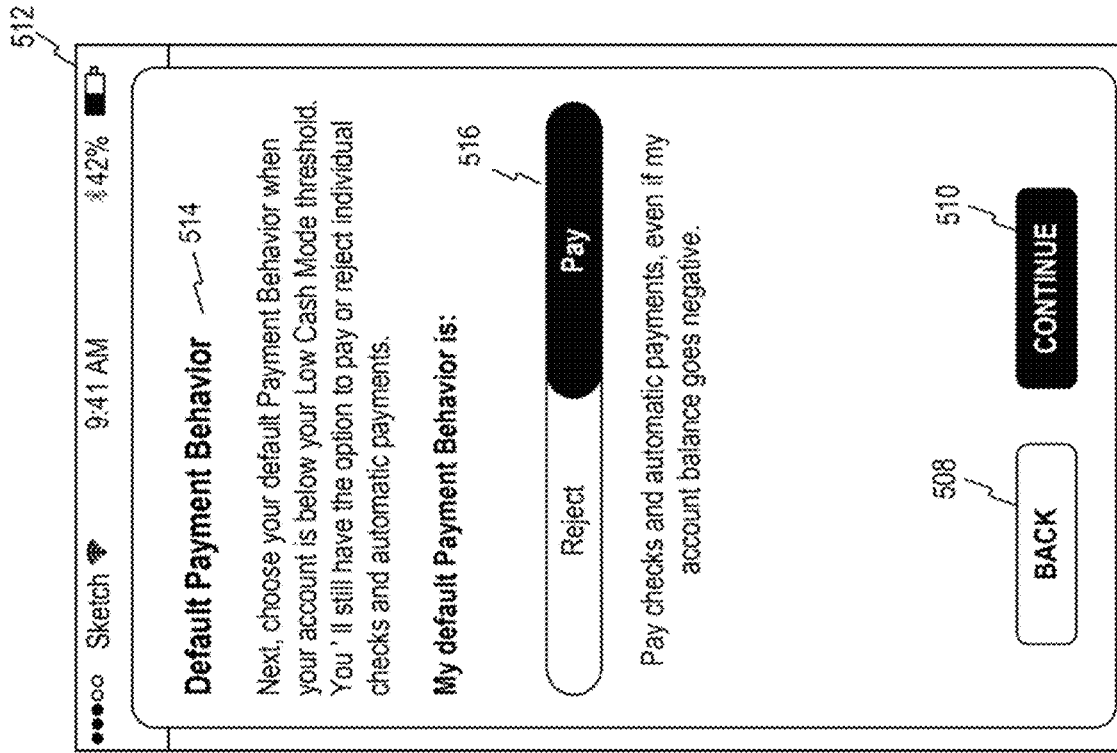 512
●●●○○ Sketch 9:41 AM 42%
Default Payment Behavior 514
Next, choose your default Payment Behavior when
your account is below your Low Cash Mode threshold.
You ' ll still have the option to pay or reject individual
checks and automatic payments.
My default Payment Behavior is:
516
Reject Pay
Pay checks and automatic payments, even if my
account balance goes negative.
508 510
BACK CONTINUE